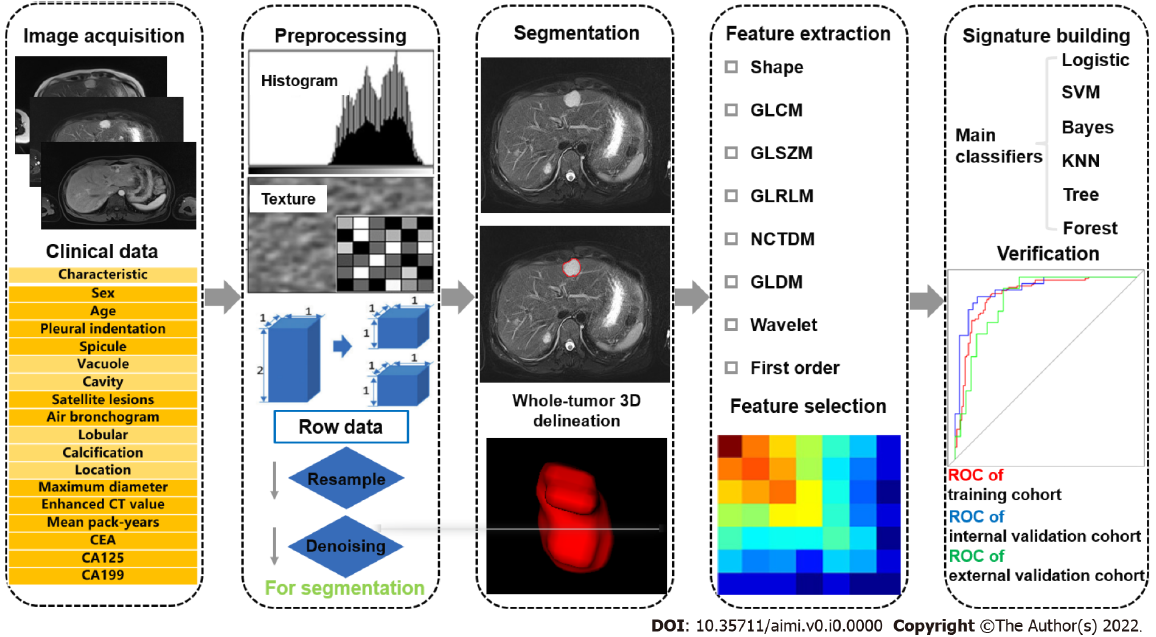 Image acquisition
Clinical data
Characteristic
Sex
Age
Pleural indentation
Spicule
Vacuole
Cavity
Satellite lesions
Air bronchogram
Lobular
Calcification
Location
Maximum diameter
Enhanced CT value
Mean pack-years
CEA
CA125
CA199
Preprocessing
Histogram
Texture
1 1
2
1 1
1
1 1
1
Row data
Resample
Denoising
For segmentation
Segmentation
Whole-tumor 3D
delineation
Feature extraction
Shape
GLCM
GLSZM
GLRLM
NCTDM
GLDM
Wavelet
First order
Feature selection
Signature building
Main
classifiers
Logistic
SVM
Bayes
KNN
Tree
Forest
Verification
ROC of
training cohort
ROC of
internal validation cohort
ROC of
external validation cohort
DOI: 10.35711/aimi.v0.i0.0000 Copyright ©The Author(s) 2022.